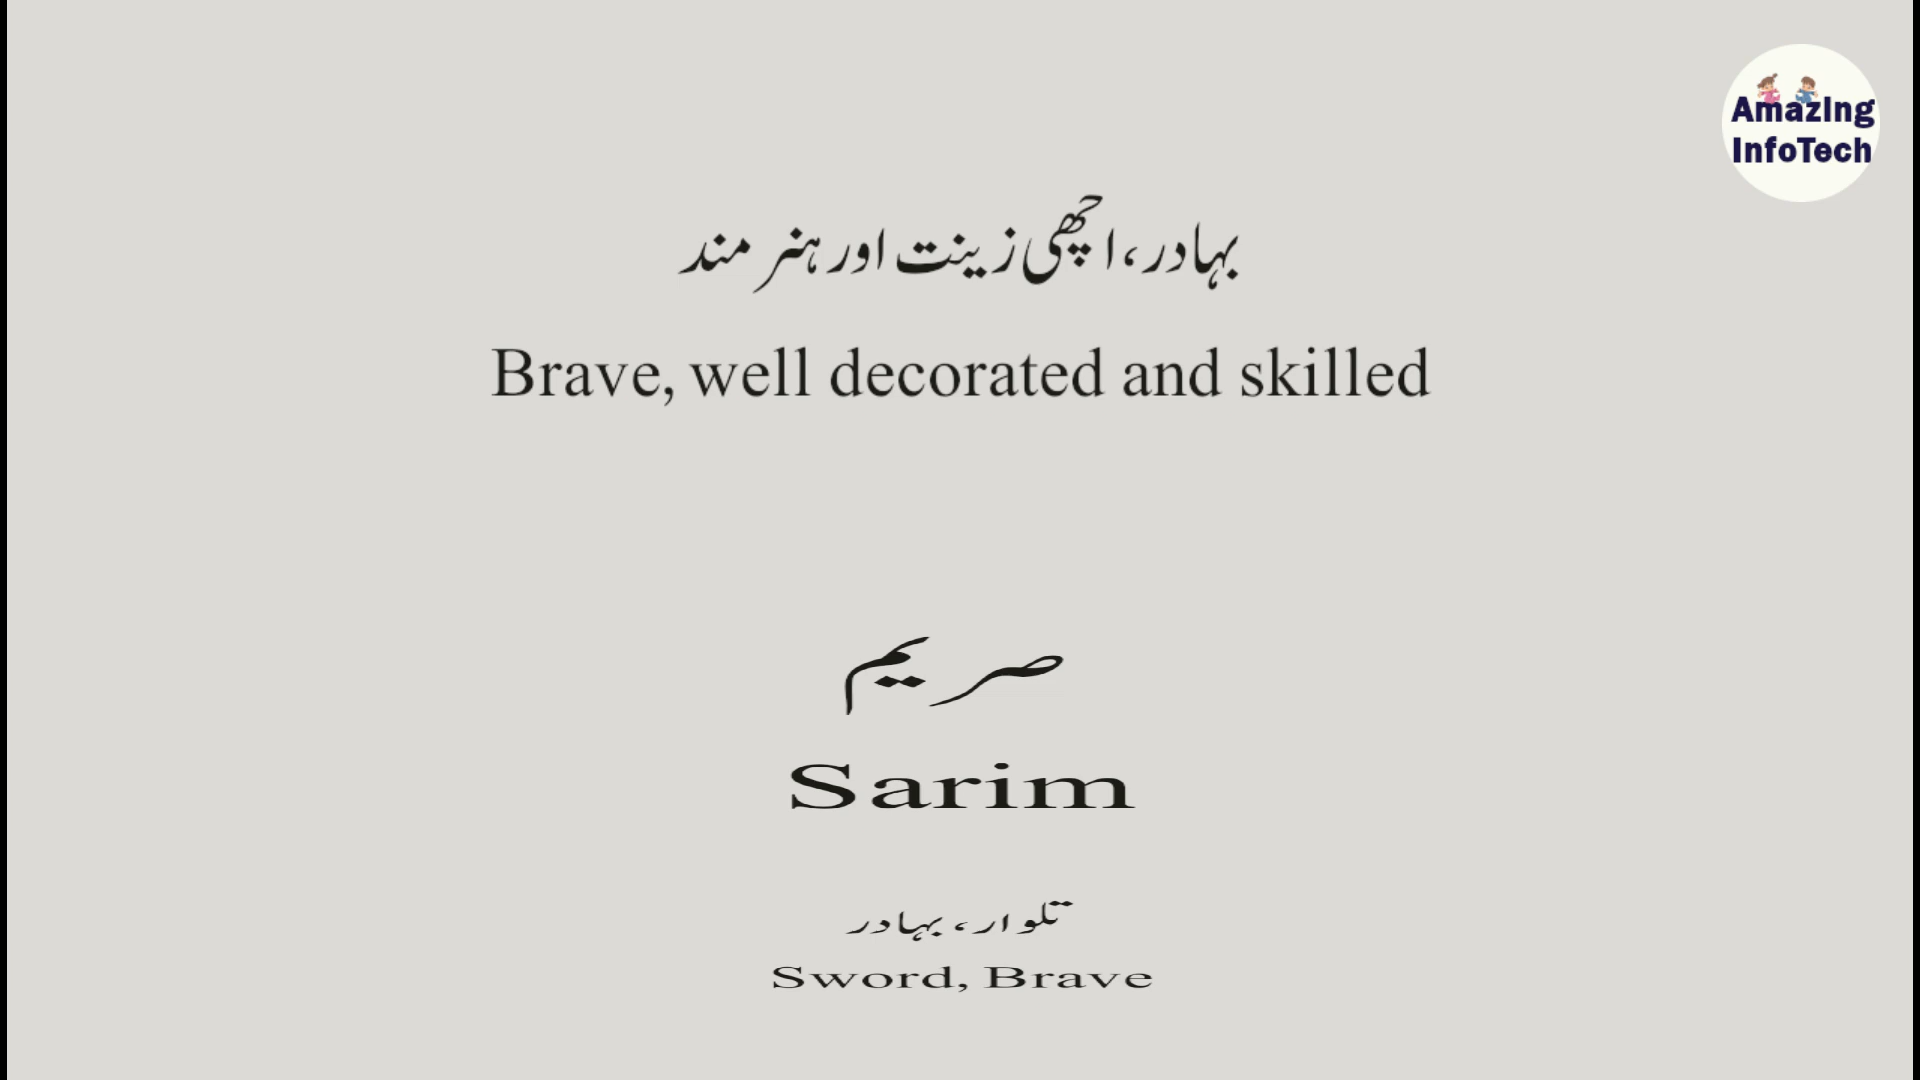 Amazing
InfoTech
بہادر، اچھی زینت اور ہنر مند
Brave, well decorated and skilled
صریم
Sarim
تلوار، بہادر
Sword, Brave